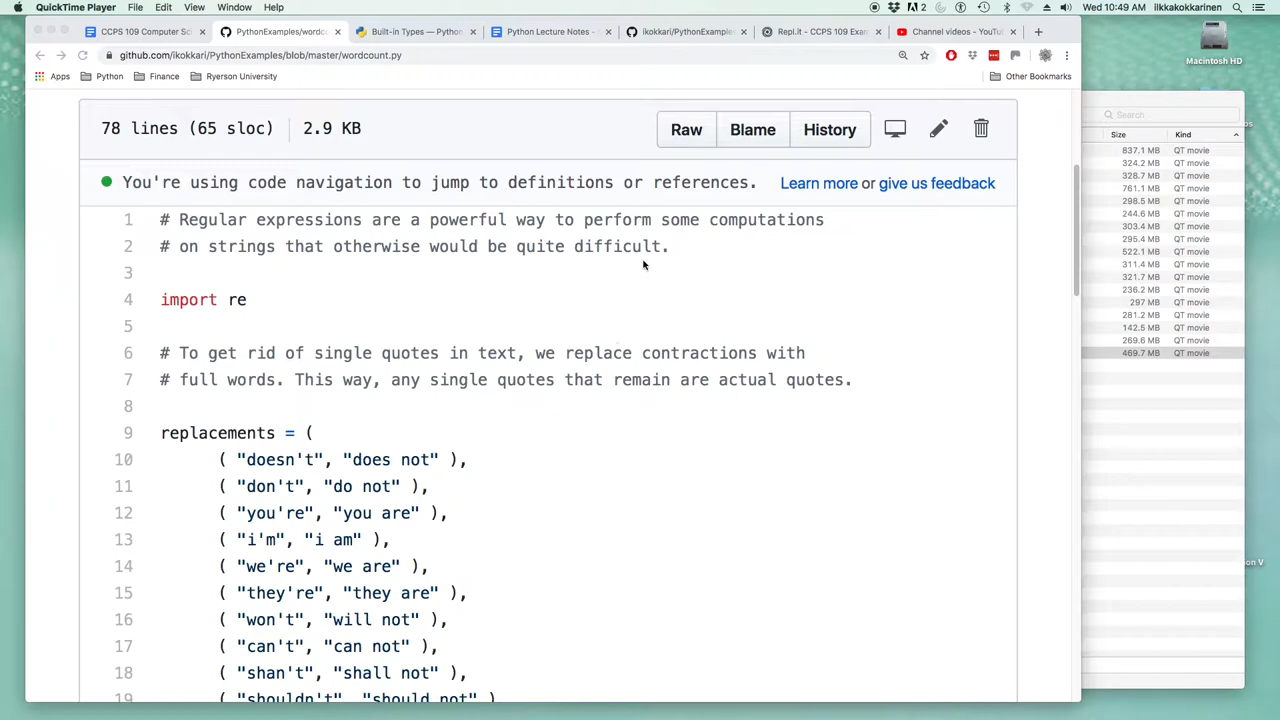 QuickTime Player File Edit View Window Help
2 Wed 10:49 AM ilkkakokkarinen
CCPS 109 Computer Sci
PythonExamples/wordc
Built-in Types — Python
Python Lecture Notes -
ikokkari/PythonExample
Repl.it - CCPS 109 Exam
Channel videos - YouTu
github.com/ikokkari/PythonExamples/blob/master/wordcount.py
Apps Python Finance Ryerson University Other Bookmarks
Macintosh HD
78 lines (65 sloc) 2.9 KB Raw Blame History
You're using code navigation to jump to definitions or references. Learn more or give us feedback
1 # Regular expressions are a powerful way to perform some computations
2 # on strings that otherwise would be quite difficult.
3
4 import re
5
6 # To get rid of single quotes in text, we replace contractions with
7 # full words. This way, any single quotes that remain are actual quotes.
8
9 replacements = (
10 ( "doesn't", "does not" ),
11 ( "don't", "do not" ),
12 ( "you're", "you are" ),
13 ( "i'm", "i am" ),
14 ( "we're", "we are" ),
15 ( "they're", "they are" ),
16 ( "won't", "will not" ),
17 ( "can't", "can not" ),
18 ( "shan't", "shall not" ),
19 ( "shouldn't", "should not" )
Search
Size Kind
837.1 MB QT movie
324.2 MB QT movie
328.7 MB QT movie
761.1 MB QT movie
298.5 MB QT movie
244.6 MB QT movie
303.4 MB QT movie
295.4 MB QT movie
522.1 MB QT movie
311.4 MB QT movie
321.7 MB QT movie
236.2 MB QT movie
297 MB QT movie
281.2 MB QT movie
142.5 MB QT movie
269.6 MB QT movie
469.7 MB QT movie